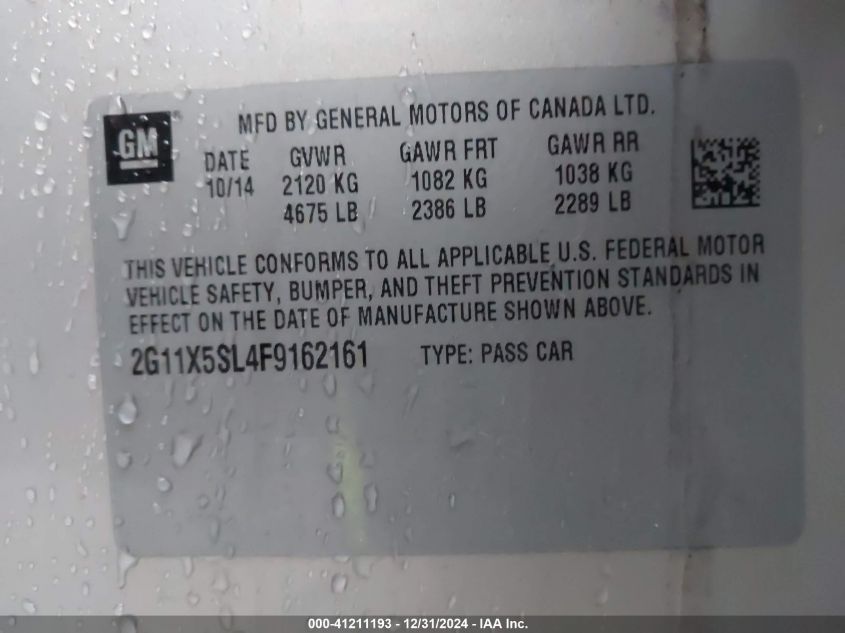 GM
MFD BY GENERAL MOTORS OF CANADA LTD.
DATE GVWR GAWR FRT GAWR RR
10/14 2120 KG 1082 KG 1038 KG
4675 LB 2386 LB 2289 LB
THIS VEHICLE CONFORMS TO ALL APPLICABLE U.S. FEDERAL MOTOR
VEHICLE SAFETY, BUMPER, AND THEFT PREVENTION STANDARDS IN
EFFECT ON THE DATE OF MANUFACTURE SHOWN ABOVE.
2G11X5SL4F9162161 TYPE: PASS CAR
000-41211193 - 12/31/2024 - IAA Inc.